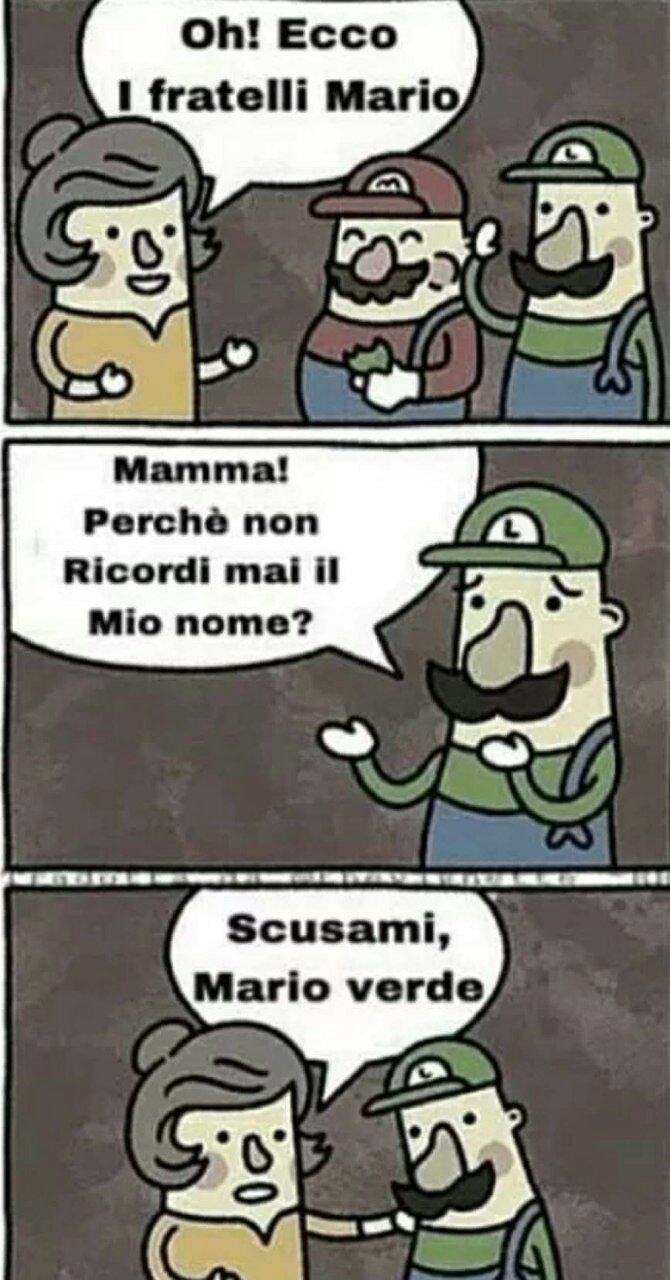 Oh! Ecco
I fratelli Mario
M
L
Mamma!
Perchè non
Ricordi mai il
Mio nome?
L
Scusami,
Mario verde
L